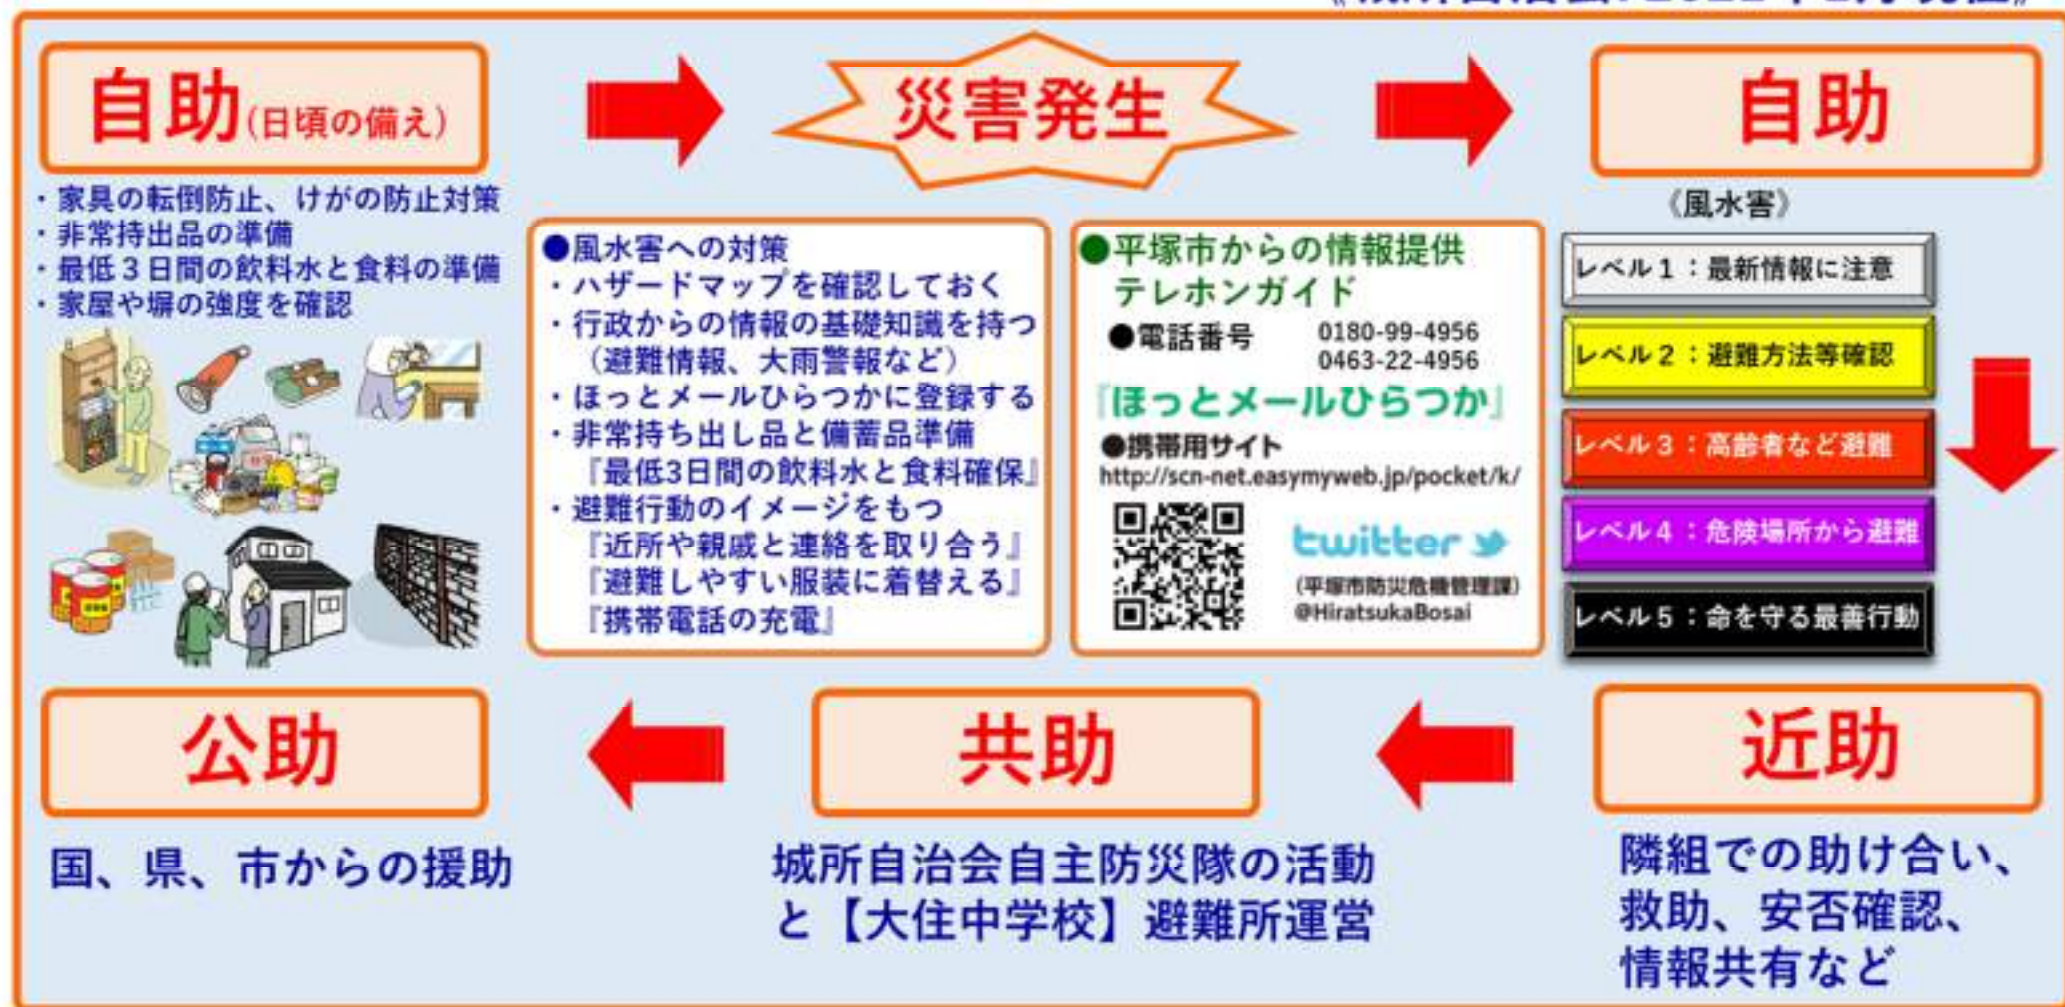 自助(日頃の備え)
・家具の転倒防止、けがの防止対策
・非常持出品の準備
・最低３日間の飲料水と食料の準備
・家屋や塀の強度を確認
災害発生
●風水害への対策
・ハザードマップを確認しておく
・行政からの情報の基礎知識を持つ
（避難情報、大雨警報など）
・ほっとメールひらつかに登録する
・非常持ち出し品と備蓄品準備
『最低3日間の飲料水と食料確保』
・避難行動のイメージをもつ
『近所や親戚と連絡を取り合う』
『避難しやすい服装に着替える』
『携帯電話の充電』
●平塚市からの情報提供
テレホンガイド
●電話番号 0180-99-4956
0463-22-4956
『ほっとメールひらつか』
●携帯用サイト
http://scn-net.easymyweb.jp/pocket/k/
twitter
(平塚市防災危機管理課)
@HiratsukaBosai
自助
《風水害》
レベル１：最新情報に注意
レベル２：避難方法等確認
レベル３：高齢者など避難
レベル４：危険場所から避難
レベル５：命を守る最善行動
近助
隣組での助け合い、
救助、安否確認、
情報共有など
共助
城所自治会自主防災隊の活動
と【大住中学校】避難所運営
公助
国、県、市からの援助